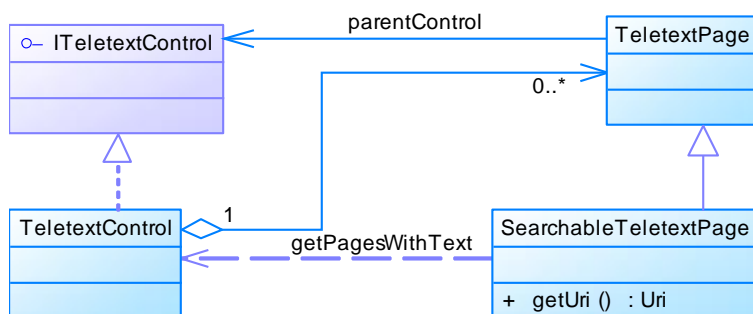 parentControl
ITeletextControl
TeletextPage
0..*
TeletextControl
1
SearchableTeletextPage
getPagesWithText
+ getUri () : Uri